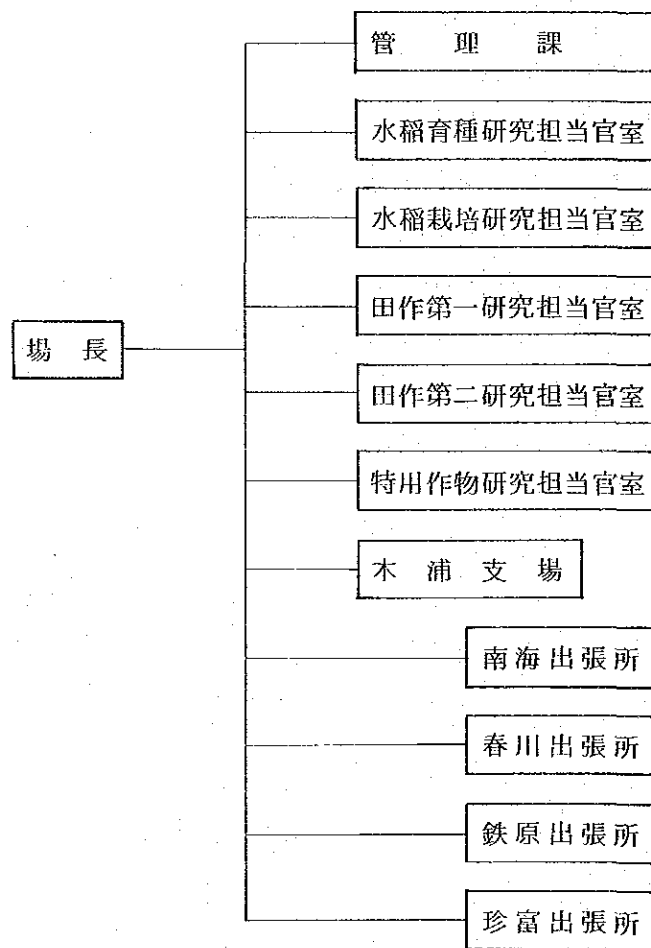 管理課
水稲育種研究担当官室
水稲栽培研究担当官室
田作第一研究担当官室
場長
田作第二研究担当官室
特用作物研究担当官室
木浦支場
南海出張所
春川出張所
鉄原出張所
珍富出張所